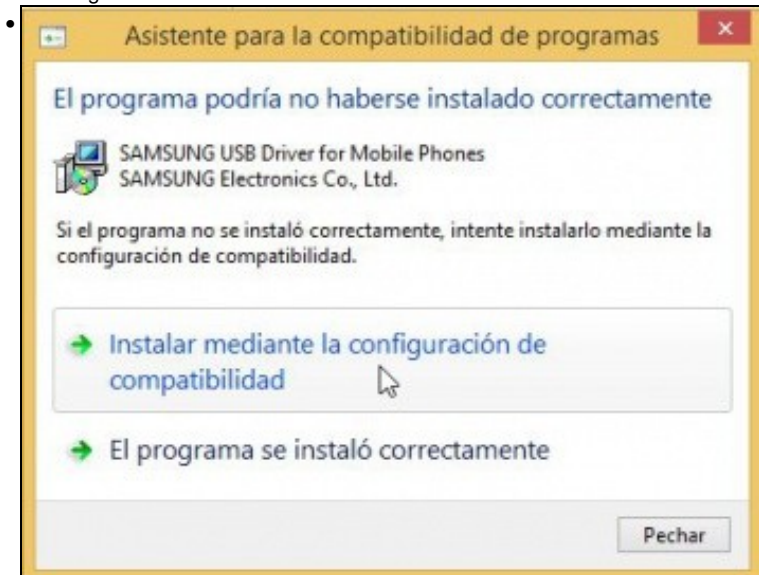 Asistente para la compatibilidad de programas
El programa podría no haberse instalado correctamente
SAMSUNG USB Driver for Mobile Phones
SAMSUNG Electronics Co., Ltd.
Si el programa no se instaló correctamente, intente instalarlo mediante la
configuración de compatibilidad.
Instalar mediante la configuración de
compatibilidad
El programa se instaló correctamente
Pechar